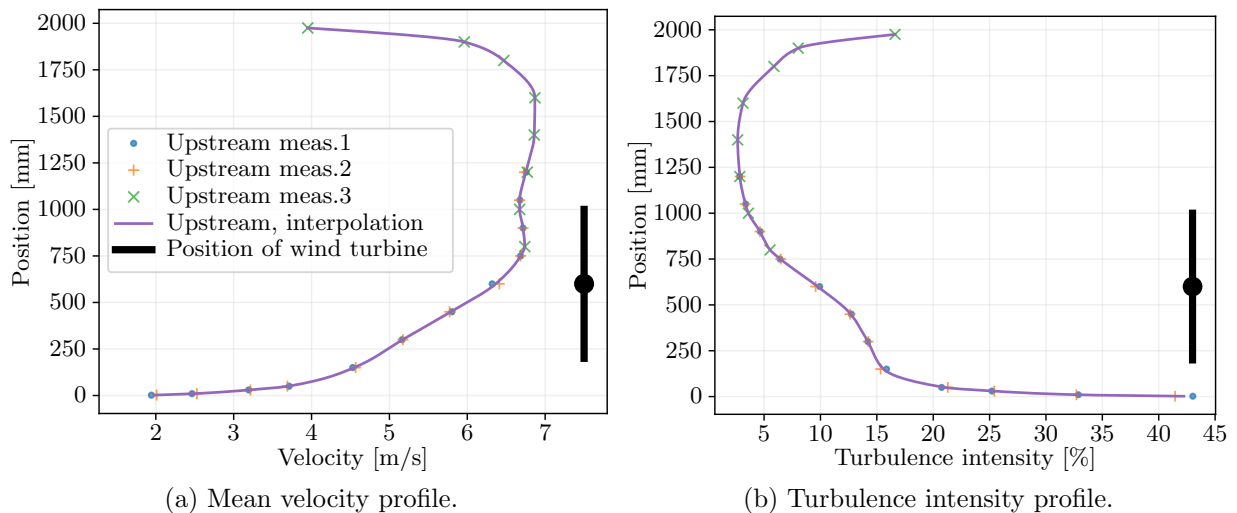 2000
1750
1500
1250
1000
750
500
250
0
Position [mm]
Upstream meas.1
Upstream meas.2
Upstream meas.3
Upstream, interpolation
Position of wind turbine
2 3 4 5 6 7
Velocity [m/s]
(a) Mean velocity profile.
2000
1750
1500
1250
1000
750
500
250
0
Position [mm]
5 10 15 20 25 30 35 40 45
Turbulence intensity [%]
(b) Turbulence intensity profile.